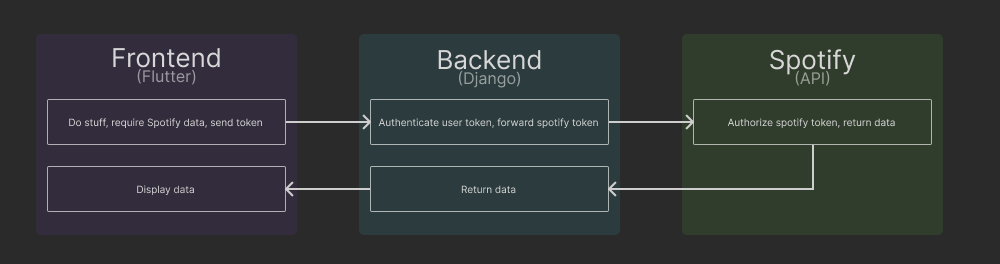 Frontend
(Flutter)
Do stuff, require Spotify data, send token
Display data
Backend
(Django)
Authenticate user token, forward spotify token
Return data
Spotify
(API)
Authorize spotify token, return data